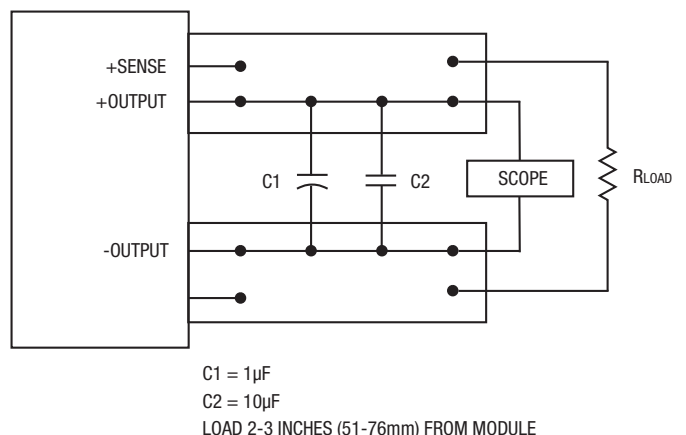 +SENSE
+OUTPUT
C1
C2
SCOPE
RLOAD
-OUTPUT
C1 = 1µF
C2 = 10µF
LOAD 2-3 INCHES (51-76mm) FROM MODULE